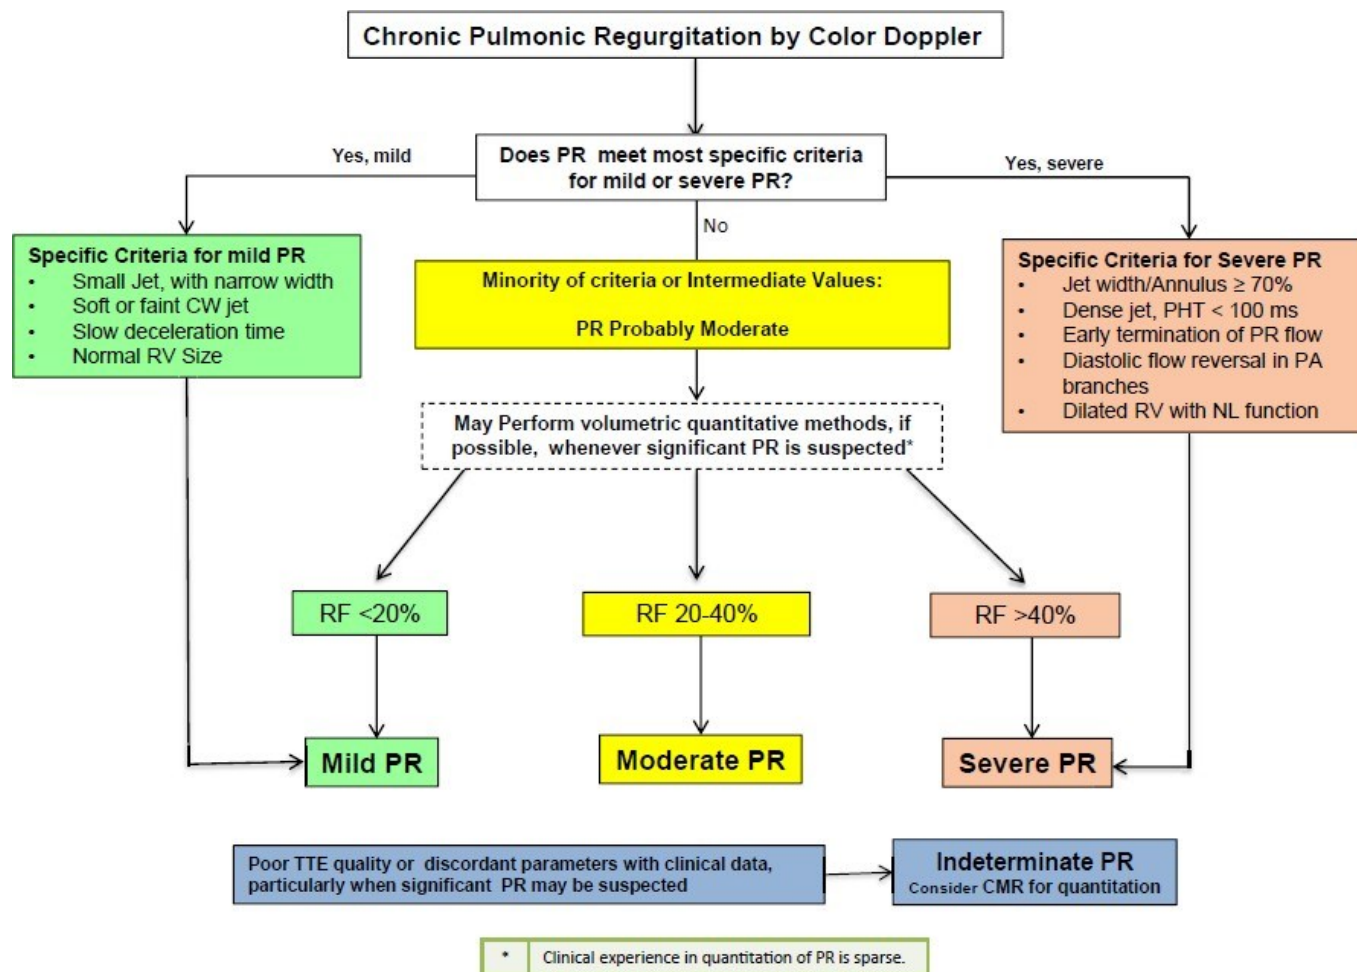 Chronic Pulmonic Regurgitation by Color Doppler
Yes, mild
Does PR meet most specific criteria
for mild or severe PR?
Yes, severe
No
Specific Criteria for mild PR
• Small Jet, with narrow width
• Soft or faint CW jet
• Slow deceleration time
• Normal RV Size
Minority of criteria or Intermediate Values:
PR Probably Moderate
Specific Criteria for Severe PR
• Jet width/Annulus ≥ 70%
• Dense jet, PHT < 100 ms
• Early termination of PR flow
• Diastolic flow reversal in PA
branches
• Dilated RV with NL function
May Perform volumetric quantitative methods, if
possible, whenever significant PR is suspected*
RF <20%
RF 20-40%
RF >40%
Mild PR
Moderate PR
Severe PR
Poor TTE quality or discordant parameters with clinical data,
particularly when significant PR may be suspected
Indeterminate PR
Consider CMR for quantitation
* Clinical experience in quantitation of PR is sparse.